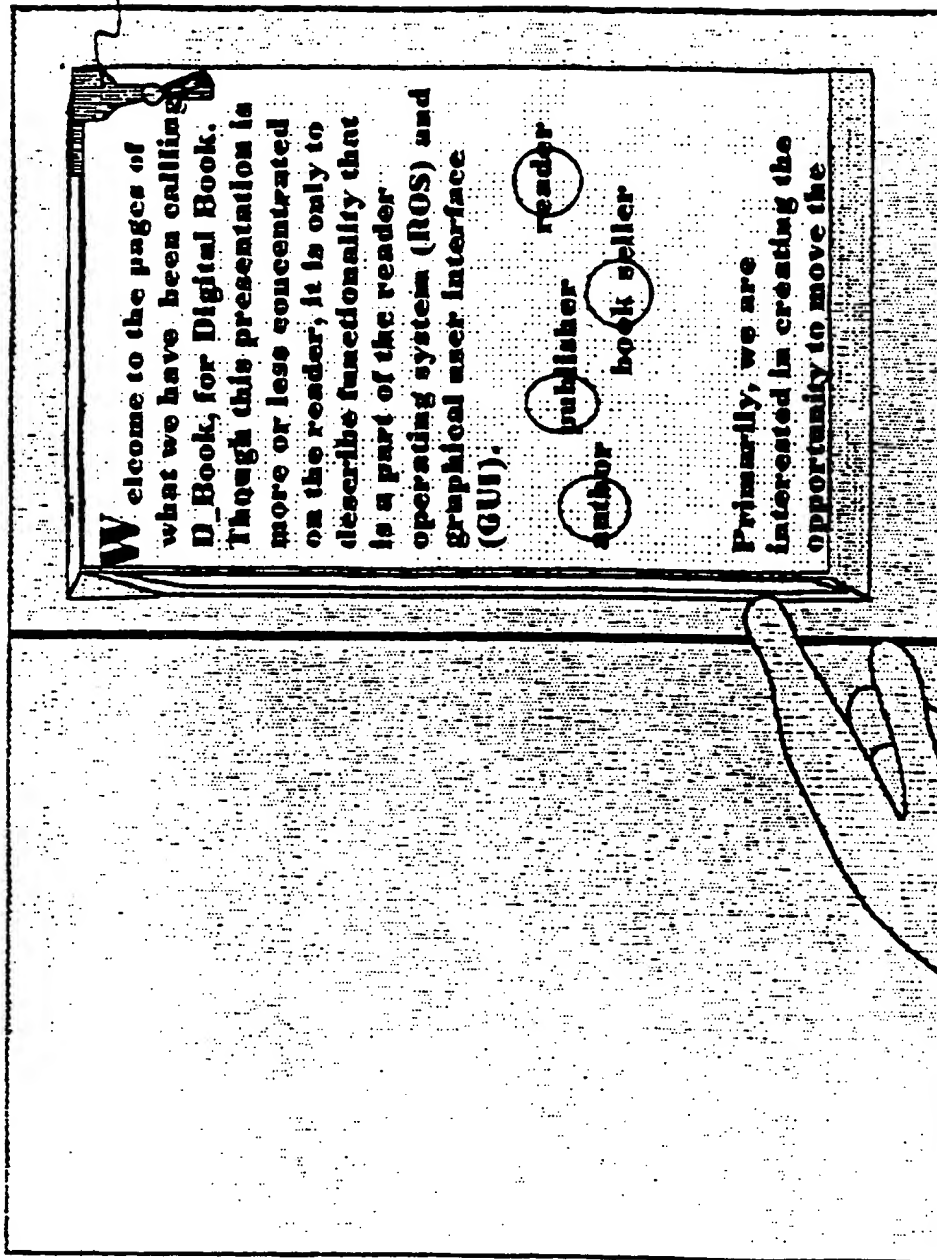 Welcome to the pages of
what we have been callling
D_Book, for Digital Book.
Though this presentation is
more or less concentrated
on the reader, it is only to
describe functionality that
is a part of the reader
operating system (ROS) and
graphical user interface
(GUI).
author publisher book seller reader
Primarily, we are
interested in creating the
opportunity to move the